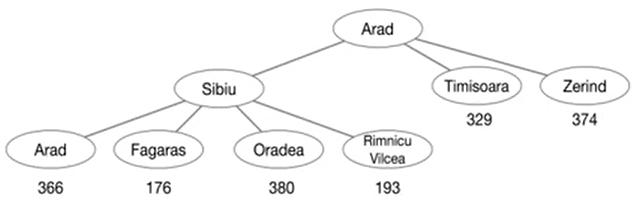 Arad
Sibiu
Timisoara
Zerind
329
374
Arad
Fagaras
Oradea
Rimnicu
Vilcea
366
176
380
193